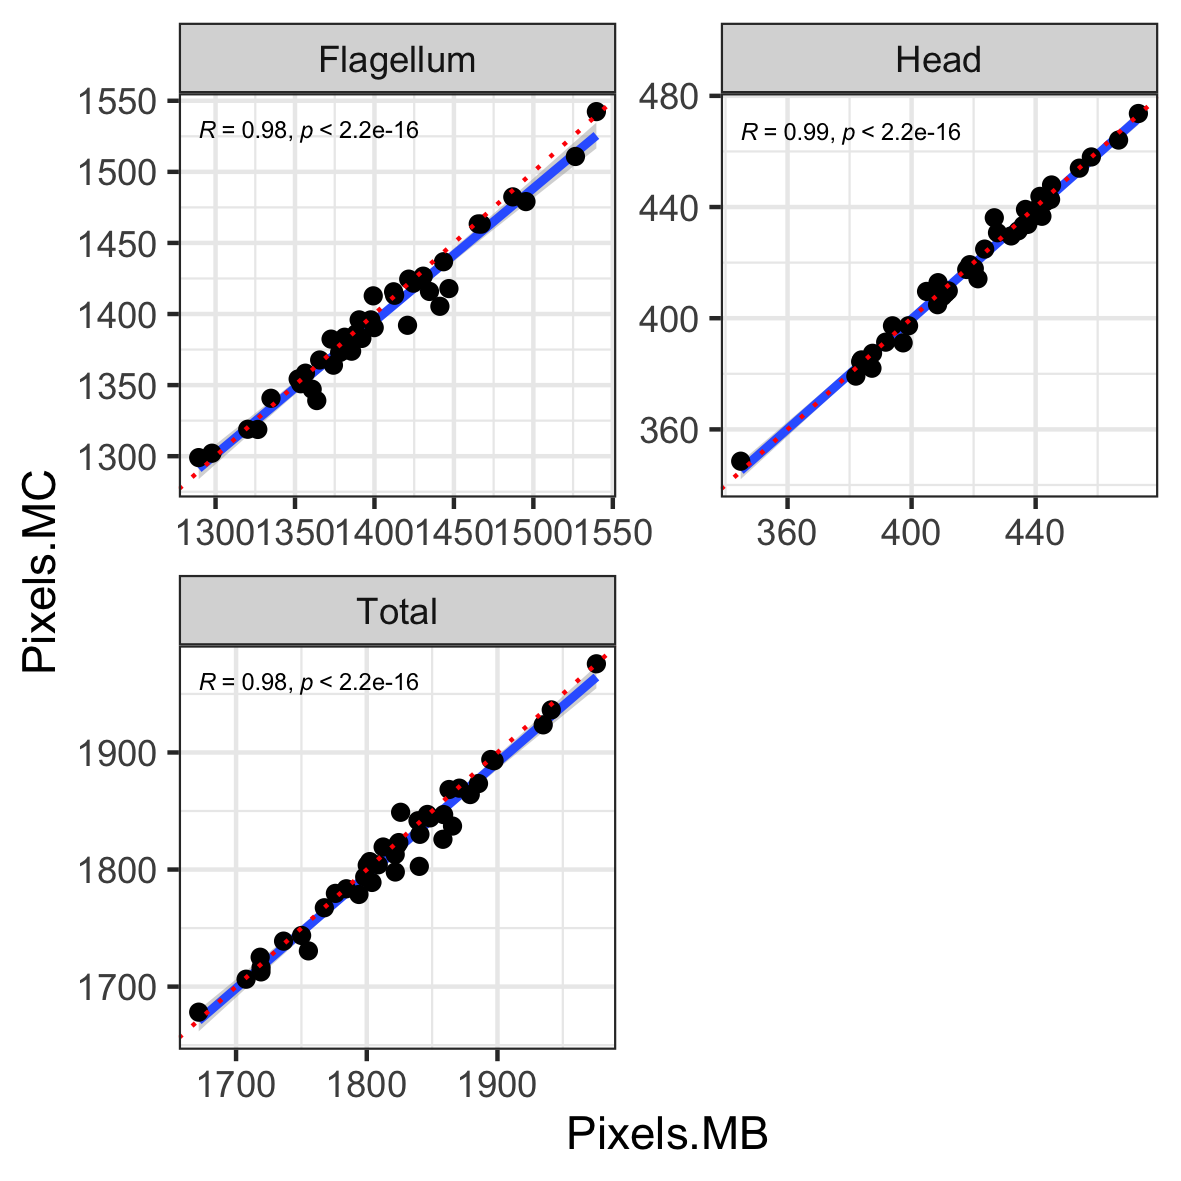 Flagellum
Head
R = 0.98, p < 2.2e-16
R = 0.99, p < 2.2e-16
1550
1500
1450
1400
1350
1300
480
440
400
360
1300 1350 1400 1450 1500 1550
360 400 440
Total
R = 0.98, p < 2.2e-16
1900
1800
1700
1700 1800 1900
Pixels.MC
Pixels.MB